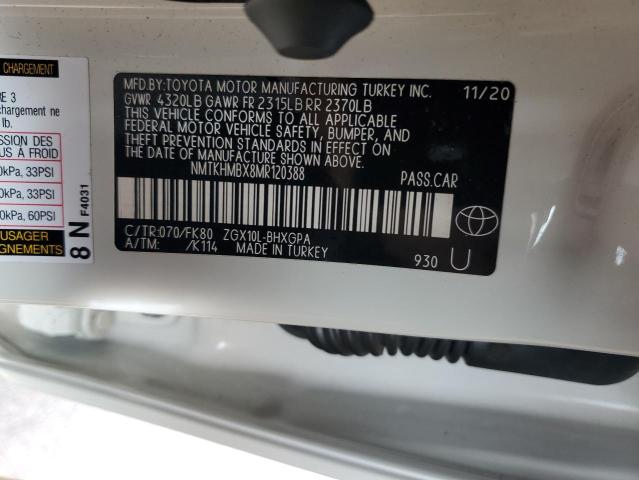 CHARGEMENT
RE 3
chargement ne
lb.
SSION DES
US A FROID
0kPa, 33PSI
0kPa, 33PSI
0kPa, 60PSI
USAGER
GNEMENTS
8 N F4031
MFD.BY:TOYOTA MOTOR MANUFACTURING TURKEY INC. 11/20
GVWR 4320LB GAWR FR 2315LB RR 2370LB
THIS VEHICLE CONFORMS TO ALL APPLICABLE
FEDERAL MOTOR VEHICLE SAFETY, BUMPER, AND
THEFT PREVENTION STANDARDS IN EFFECT ON
THE DATE OF MANUFACTURE SHOWN ABOVE.
NMTKHMBX8MR120388 PASS.CAR
C/TR:070/FK80 ZGX10L-BHXGPA
A/TM: /K114 MADE IN TURKEY
930 U